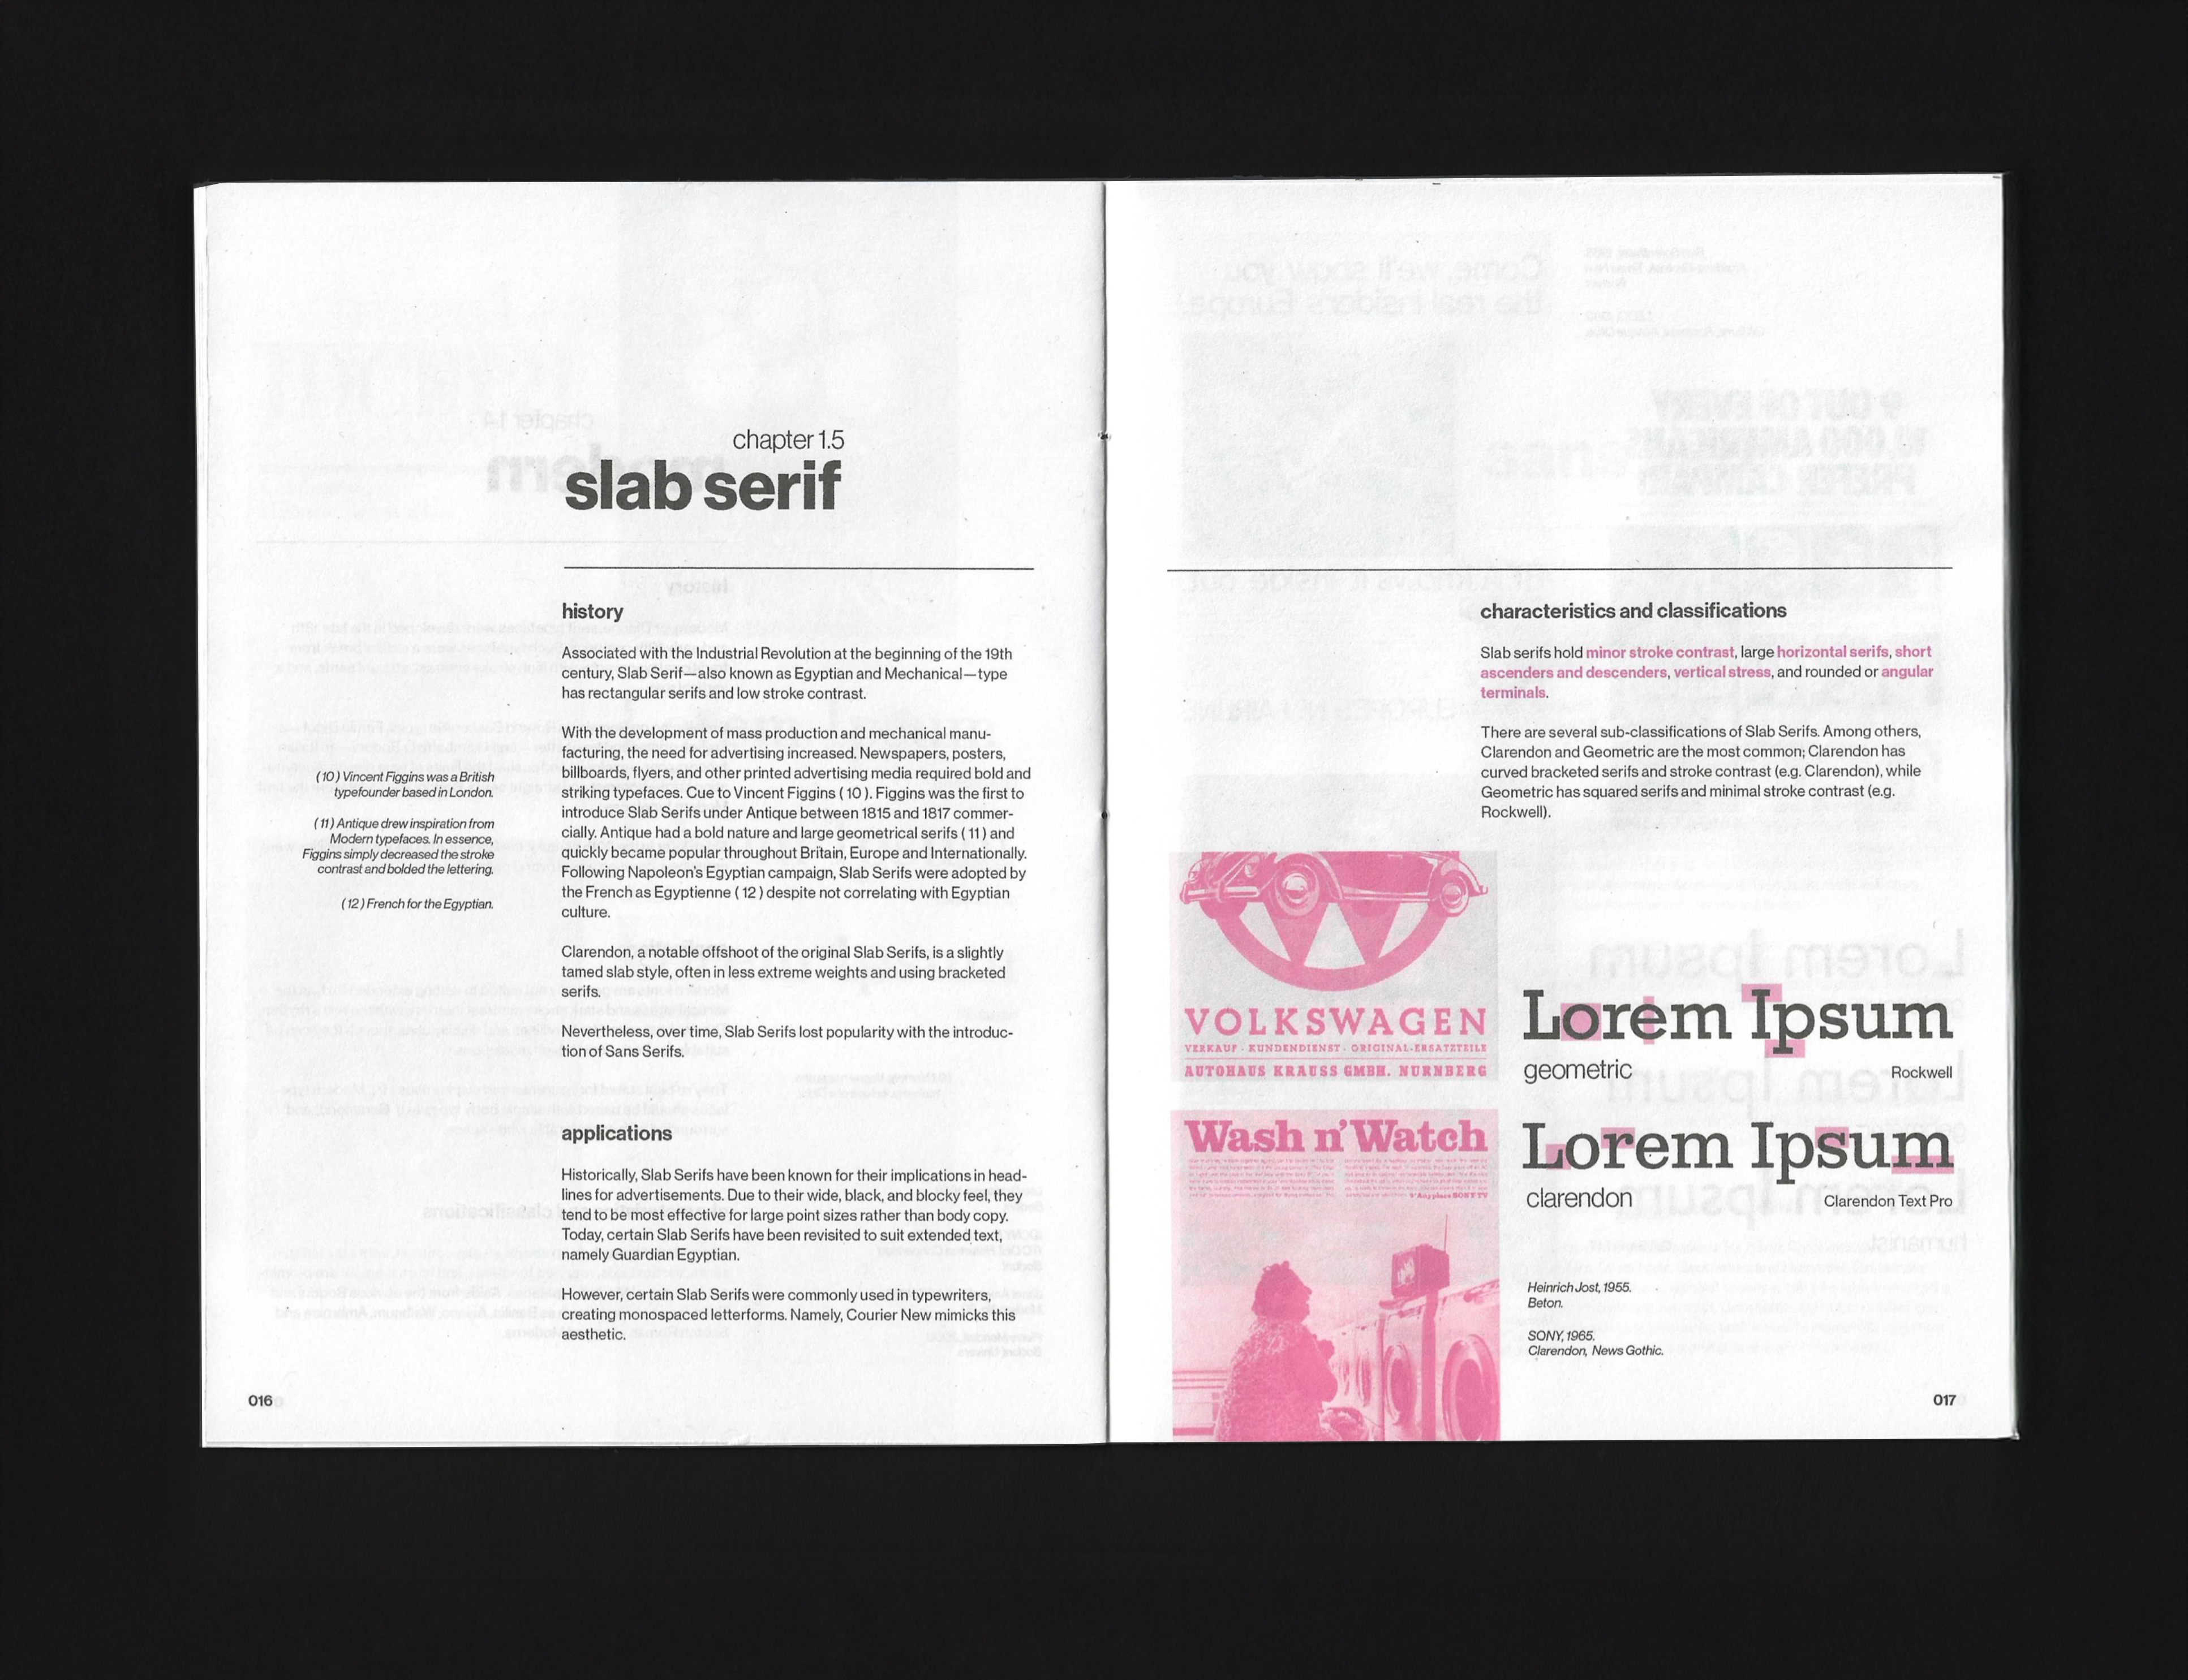 chapter 1.5
slab serif
history
Associated with the Industrial Revolution at the beginning of the 19th
century, Slab Serif—also known as Egyptian and Mechanical—type
has rectangular serifs and low stroke contrast.
With the development of mass production and mechanical manu-
facturing, the need for advertising increased. Newspapers, posters,
billboards, flyers, and other printed advertising media required bold and
striking typefaces. Cue to Vincent Figgins ( 10 ). Figgins was the first to
introduce Slab Serifs under Antique between 1815 and 1817 commer-
cially. Antique had a bold nature and large geometrical serifs ( 11 ) and
quickly became popular throughout Britain, Europe and Internationally.
Following Napoleon's Egyptian campaign, Slab Serifs were adopted by
the French as Egyptienne ( 12 ) despite not correlating with Egyptian
culture.
Clarendon, a notable offshoot of the original Slab Serifs, is a slightly
tamed slab style, often in less extreme weights and using bracketed
serifs.
Nevertheless, over time, Slab Serifs lost popularity with the introduc-
tion of Sans Serifs.
( 10 ) Vincent Figgins was a British
typefounder based in London.
( 11 ) Antique drew inspiration from
Modern typefaces. In essence,
Figgins simply decreased the stroke
contrast and bolded the lettering.
( 12 ) French for the Egyptian.
applications
Historically, Slab Serifs have been known for their implications in head-
lines for advertisements. Due to their wide, black, and blocky feel, they
tend to be most effective for large point sizes rather than body copy.
Today, certain Slab Serifs have been revisited to suit extended text,
namely Guardian Egyptian.
However, certain Slab Serifs were commonly used in typewriters,
creating monospaced letterforms. Namely, Courier New mimicks this
aesthetic.
016
characteristics and classifications
Slab serifs hold minor stroke contrast, large horizontal serifs, short
ascenders and descenders, vertical stress, and rounded or angular
terminals.
There are several sub-classifications of Slab Serifs. Among others,
Clarendon and Geometric are the most common; Clarendon has
curved bracketed serifs and stroke contrast (e.g. Clarendon), while
Geometric has squared serifs and minimal stroke contrast (e.g.
Rockwell).
VOLKSWAGEN
VERKAUF · KUNDENDIENST · ORIGINAL-ERSATZTEILE
AUTOHAUS KRAUSS GMBH. NURNBERG
Wash n' Watch
Anyplace SONY TV
Lorem Ipsum
geometric Rockwell
Lorem Ipsum
clarendon Clarendon Text Pro
Heinrich Jost, 1955.
Beton.
SONY, 1965.
Clarendon, News Gothic.
017